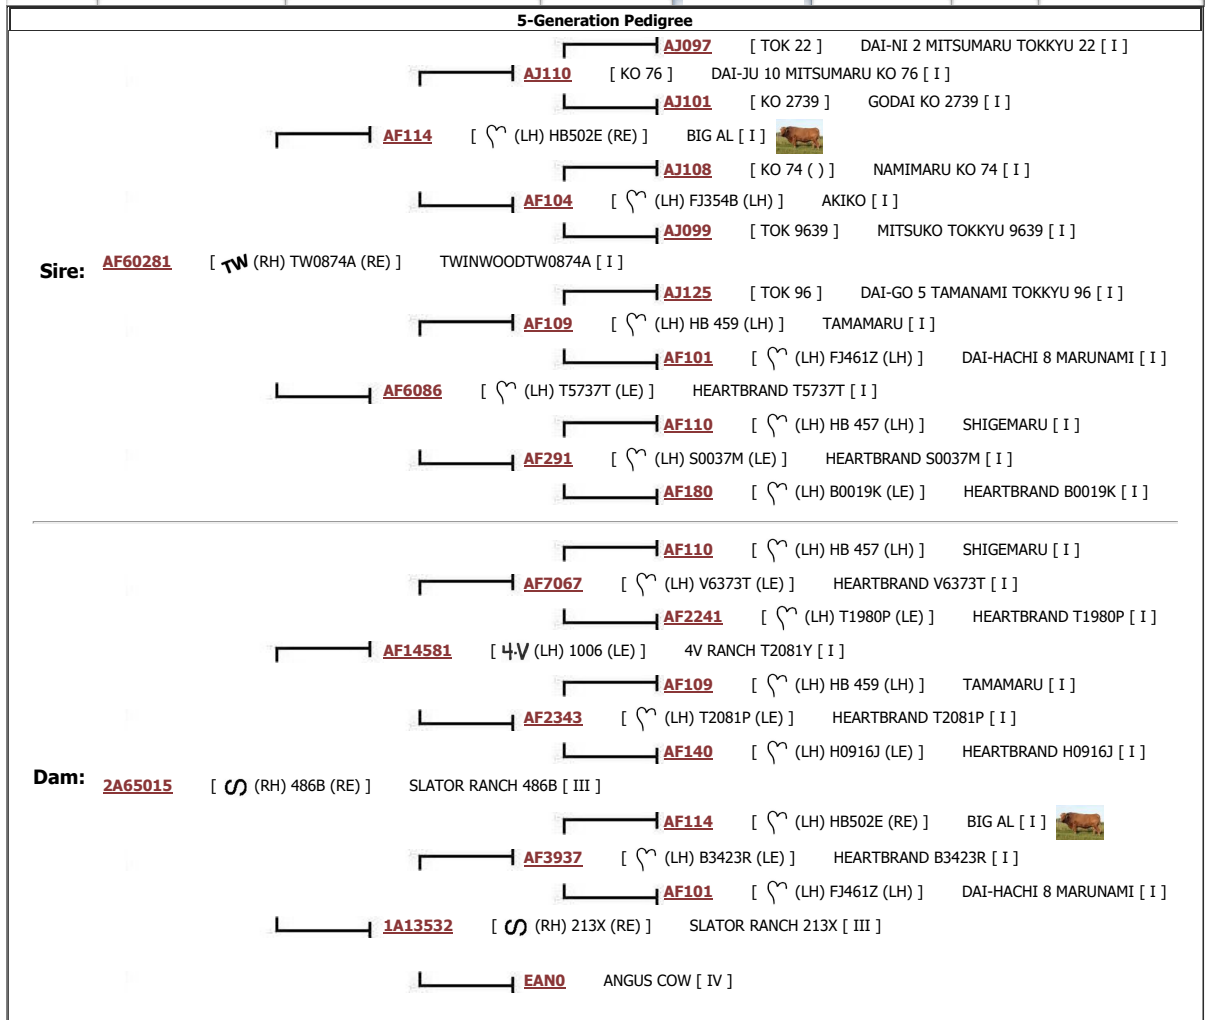 5-Generation Pedigree
AJ097 [ TOK 22 ] DAI-NI 2 MITSUMARU TOKKYU 22 [ I ]
AJ110 [ KO 76 ] DAI-JU 10 MITSUMARU KO 76 [ I ]
AJ101 [ KO 2739 ] GODAI KO 2739 [ I ]
AF114 [ (LH) HB502E (RE) ] BIG AL [ I ]
AJ108 [ KO 74 ( ) ] NAMIMARU KO 74 [ I ]
AF104 [ (LH) FJ354B (LH) ] AKIKO [ I ]
AJ099 [ TOK 9639 ] MITSUKO TOKKYU 9639 [ I ]
Sire: AF60281 [ TW (RH) TW0874A (RE) ] TWINWOODTW0874A [ I ]
AJ125 [ TOK 96 ] DAI-GO 5 TAMANAMI TOKKYU 96 [ I ]
AF109 [ (LH) HB 459 (LH) ] TAMAMARU [ I ]
AF101 [ (LH) FJ461Z (LH) ] DAI-HACHI 8 MARUNAMI [ I ]
AF6086 [ (LH) T5737T (LE) ] HEARTBRAND T5737T [ I ]
AF110 [ (LH) HB 457 (LH) ] SHIGEMARU [ I ]
AF291 [ (LH) S0037M (LE) ] HEARTBRAND S0037M [ I ]
AF180 [ (LH) B0019K (LE) ] HEARTBRAND B0019K [ I ]
AF110 [ (LH) HB 457 (LH) ] SHIGEMARU [ I ]
AF7067 [ (LH) V6373T (LE) ] HEARTBRAND V6373T [ I ]
AF2241 [ (LH) T1980P (LE) ] HEARTBRAND T1980P [ I ]
AF14581 [ 4-V (LH) 1006 (LE) ] 4V RANCH T2081Y [ I ]
AF109 [ (LH) HB 459 (LH) ] TAMAMARU [ I ]
AF2343 [ (LH) T2081P (LE) ] HEARTBRAND T2081P [ I ]
AF140 [ (LH) H0916J (LE) ] HEARTBRAND H0916J [ I ]
Dam: 2A65015 [ S (RH) 486B (RE) ] SLATOR RANCH 486B [ III ]
AF114 [ (LH) HB502E (RE) ] BIG AL [ I ]
AF3937 [ (LH) B3423R (LE) ] HEARTBRAND B3423R [ I ]
AF101 [ (LH) FJ461Z (LH) ] DAI-HACHI 8 MARUNAMI [ I ]
1A13532 [ S (RH) 213X (RE) ] SLATOR RANCH 213X [ III ]
EAN0 ANGUS COW [ IV ]